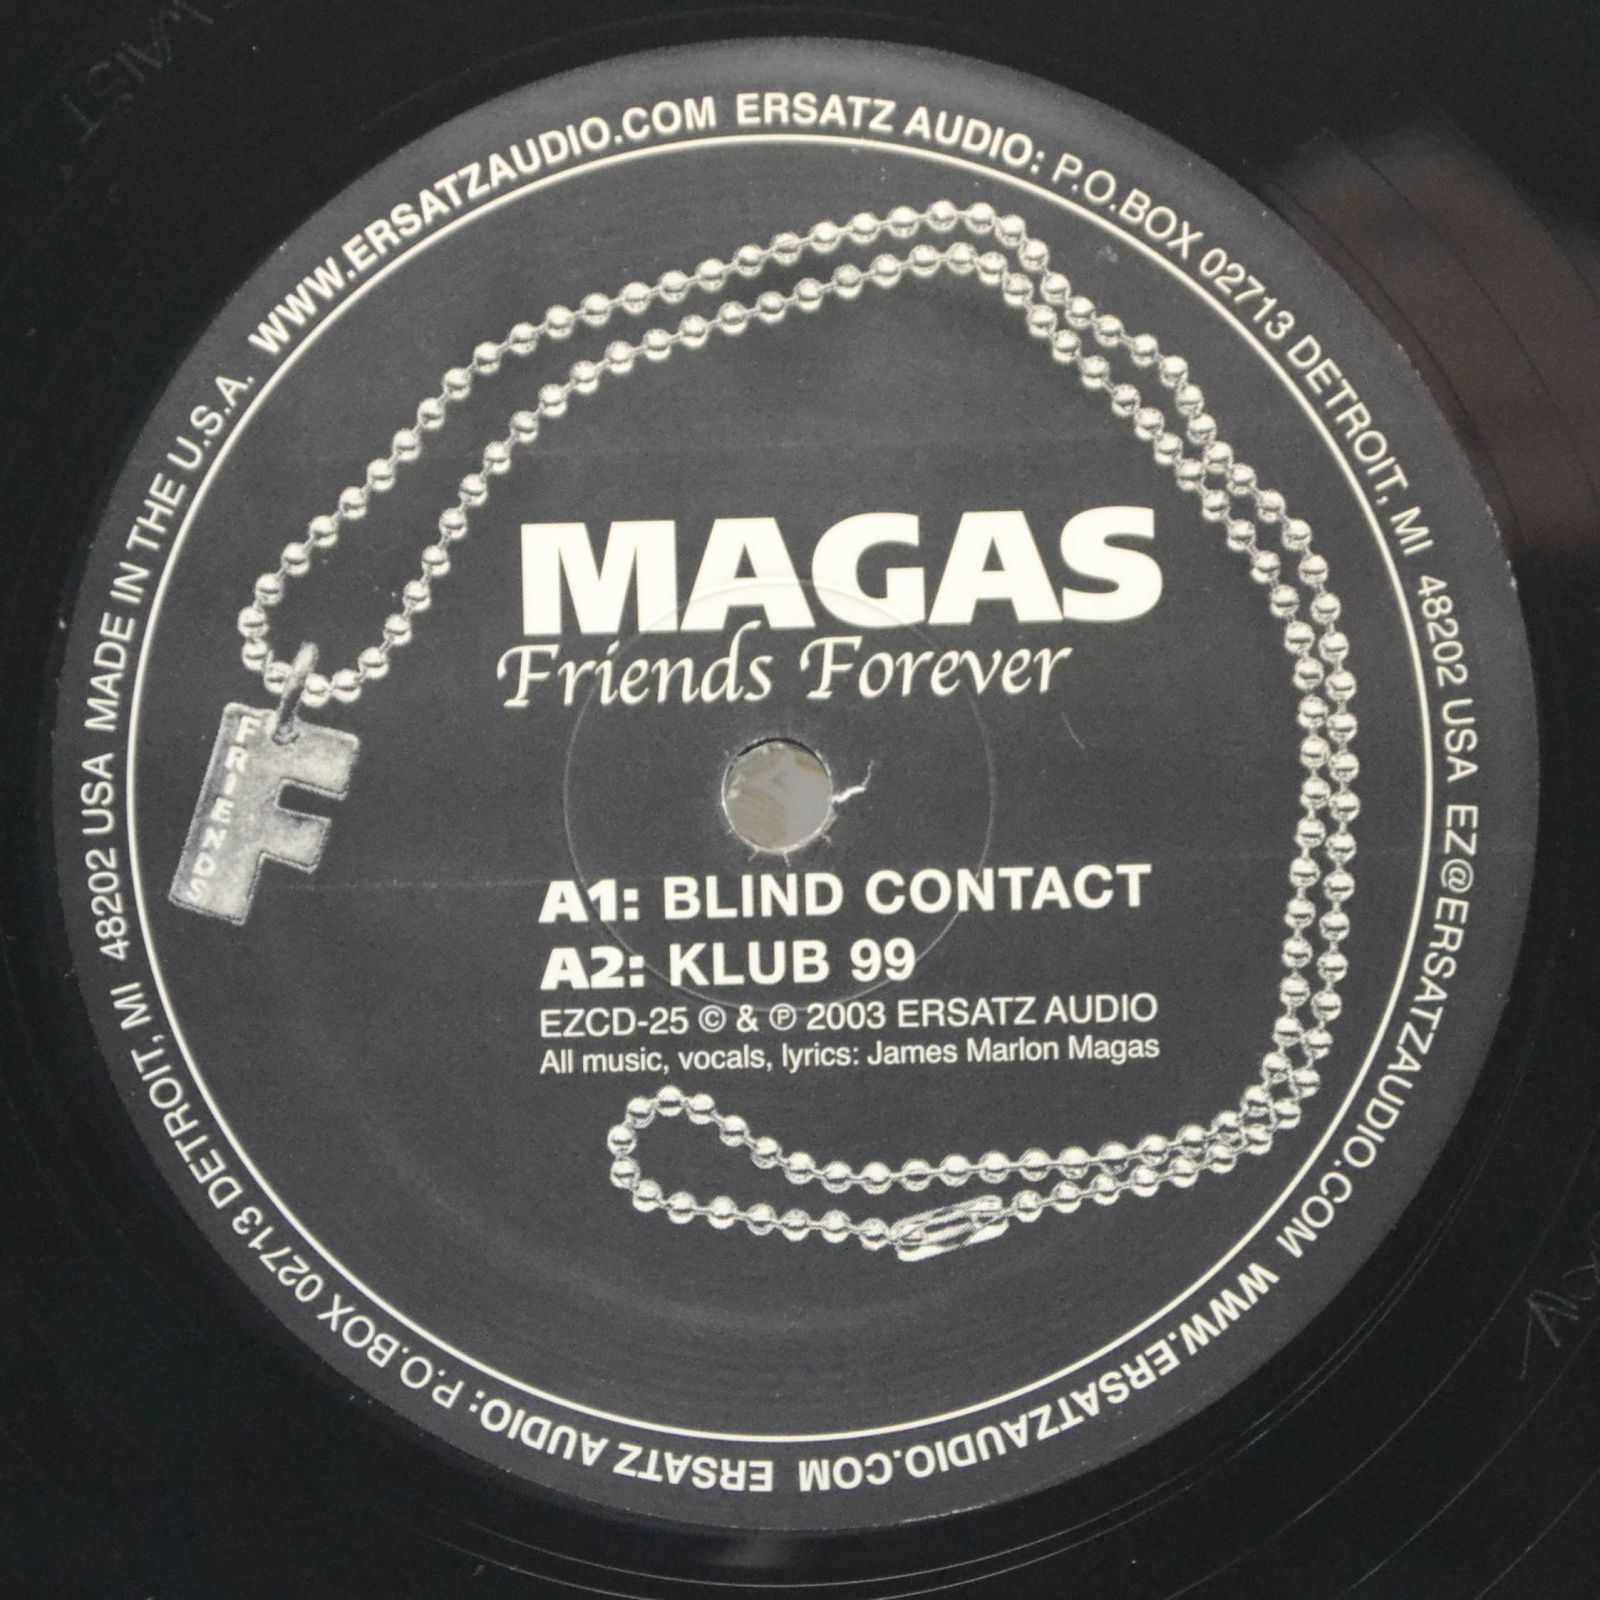 WWW.ERSATZAUDIO.COM ERSATZ AUDIO: P.O.BOX 02713 DETROIT, MI 48202 USA EZ@ERSATZAUDIO.COM WWW.ERSATZAUDIO.COM ERSATZ AUDIO: P.O.BOX 02713 DETROIT, MI 48202 USA MADE IN THE U.S.A.
MAGAS
Friends Forever
FRIENDS
A1: BLIND CONTACT
A2: KLUB 99
EZCD-25 © & ℗ 2003 ERSATZ AUDIO
All music, vocals, lyrics: James Marlon Magas